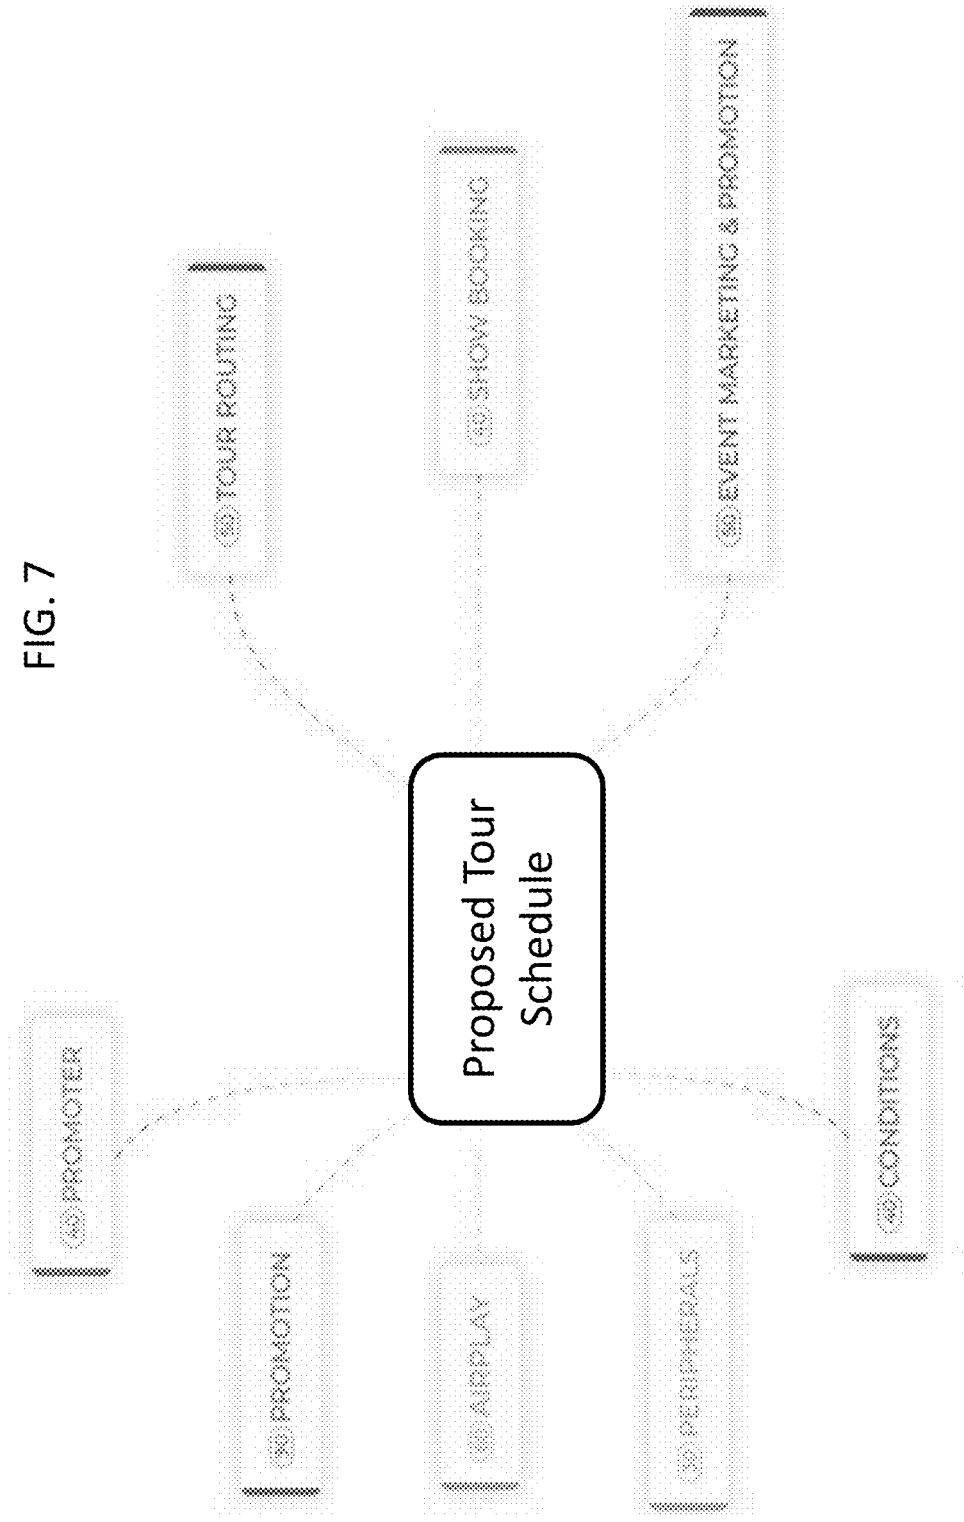 FIG. 7
PROMOTER
PROMOTION
AIRPLAY
PERIPHERALS
CONDITIONS
Proposed Tour
Schedule
TOUR ROUTING
SHOW BOOKING
EVENT MARKETING & PROMOTION